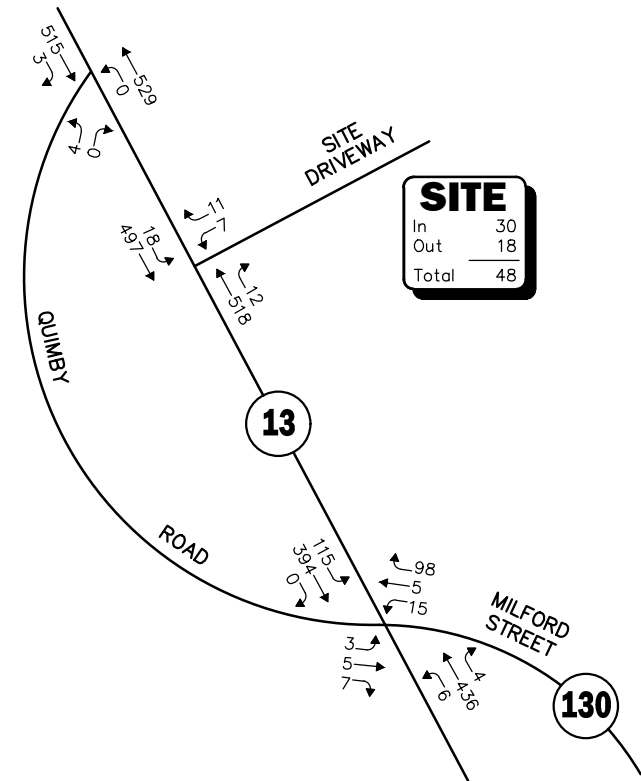 515
3
529
0
4
0
SITE
DRIVEWAY
SITE
In 30
Out 18
Total 48
11
7
18
497
12
518
QUIMBY
13
ROAD
115
394
0
98
5
15
MILFORD
STREET
3
5
7
4
436
6
130